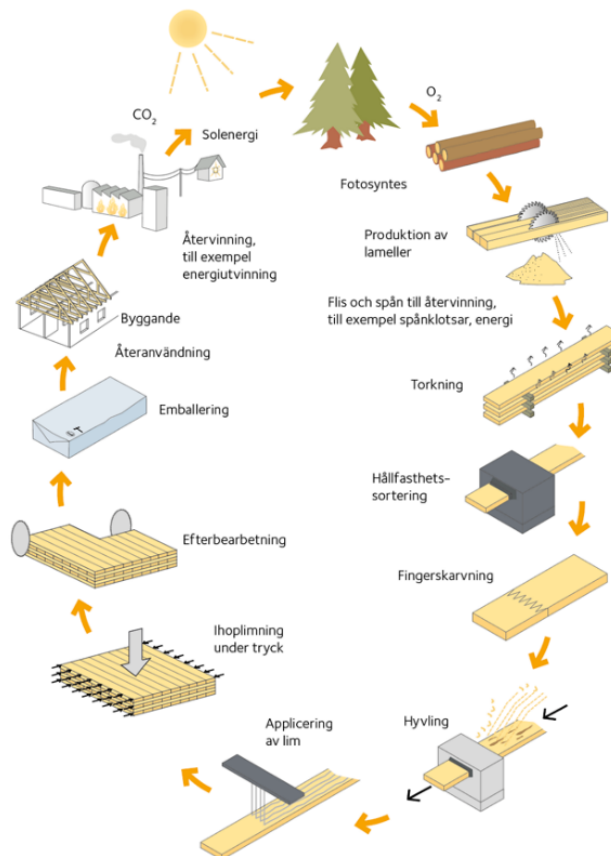 CO₂
Solenergi
O₂
Fotosyntes
Produktion av
lameller
Flis och spån till återvinning,
till exempel spånklotsar, energi
Torkning
Hållfasthets–
sortering
Fingerskarvning
Hyvling
Applicering
av lim
Ihoplimning
under tryck
Efterbearbetning
Emballering
Återanvändning
Byggande
Återvinning,
till exempel
energiutvinning